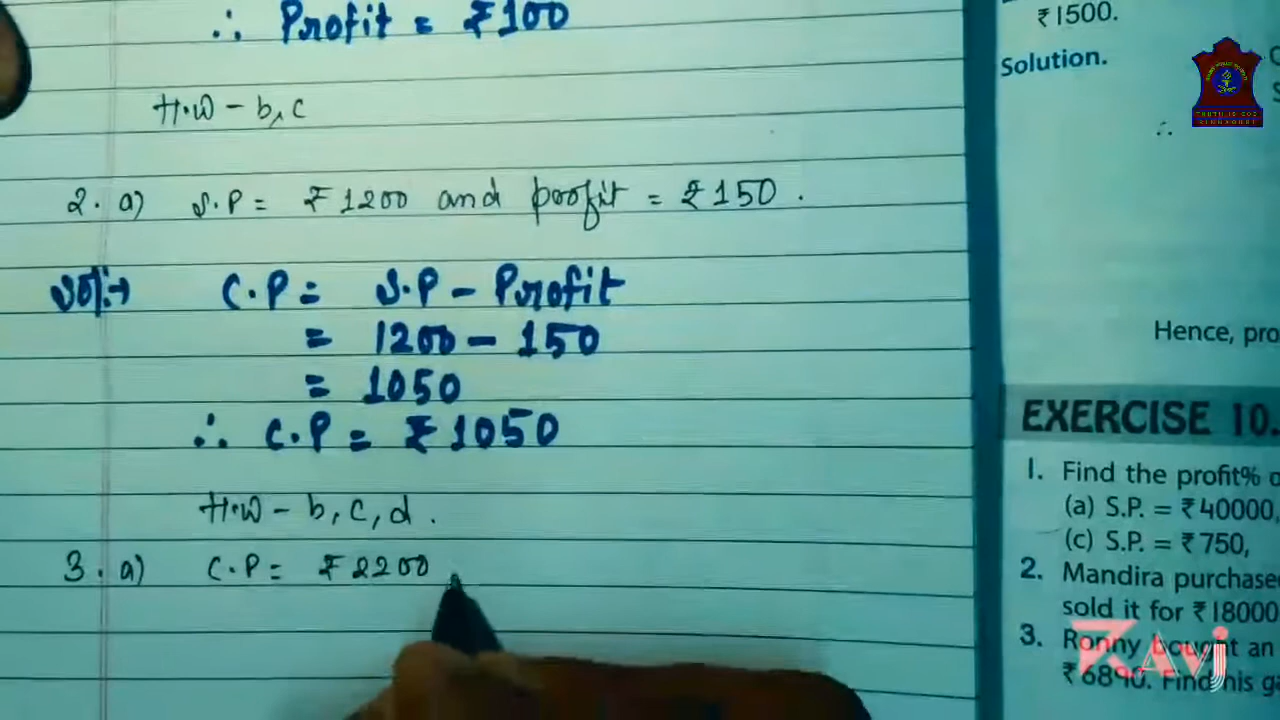 ∴ Profit = ₹100
H.W - b, c
2. a) S.P = ₹1200 and profit = ₹150.
Sol:→ C.P = S.P - Profit
= 1200 - 150
= 1050
∴ C.P = ₹1050
H.W - b, c, d.
3. a) C.P = ₹2200
₹1500.
Solution.
∴
Hence, pro
EXERCISE 10.
1. Find the profit% o
(a) S.P. = ₹40000,
(c) S.P. = ₹750,
2. Mandira purchase
sold it for ₹18000
3. Ronny bought an
₹6890. Find his ga
RAVJ